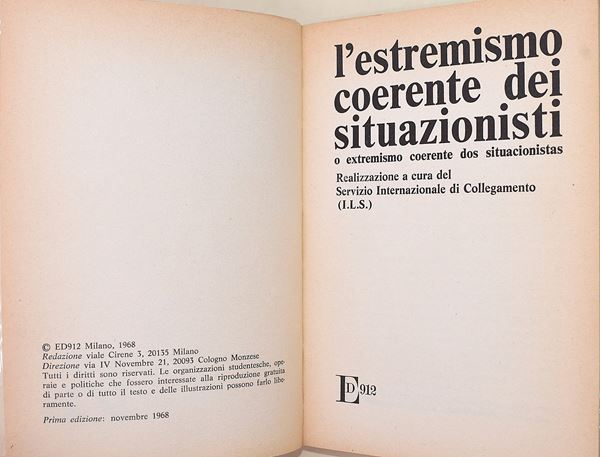 © ED912 Milano, 1968
Redazione viale Cirene 3, 20135 Milano
Direzione via IV Novembre 21, 20093 Cologno Monzese
Tutti i diritti sono riservati. Le organizzazioni studentesche, ope-
raie e politiche che fossero interessate alla riproduzione gratuita
di parte o di tutto il testo e delle illustrazioni possono farlo libe-
ramente.
Prima edizione: novembre 1968
l'estremismo
coerente dei
situazionisti
o extremismo coerente dos situacionistas
Realizzazione a cura del
Servizio Internazionale di Collegamento
(I.L.S.)
ED912